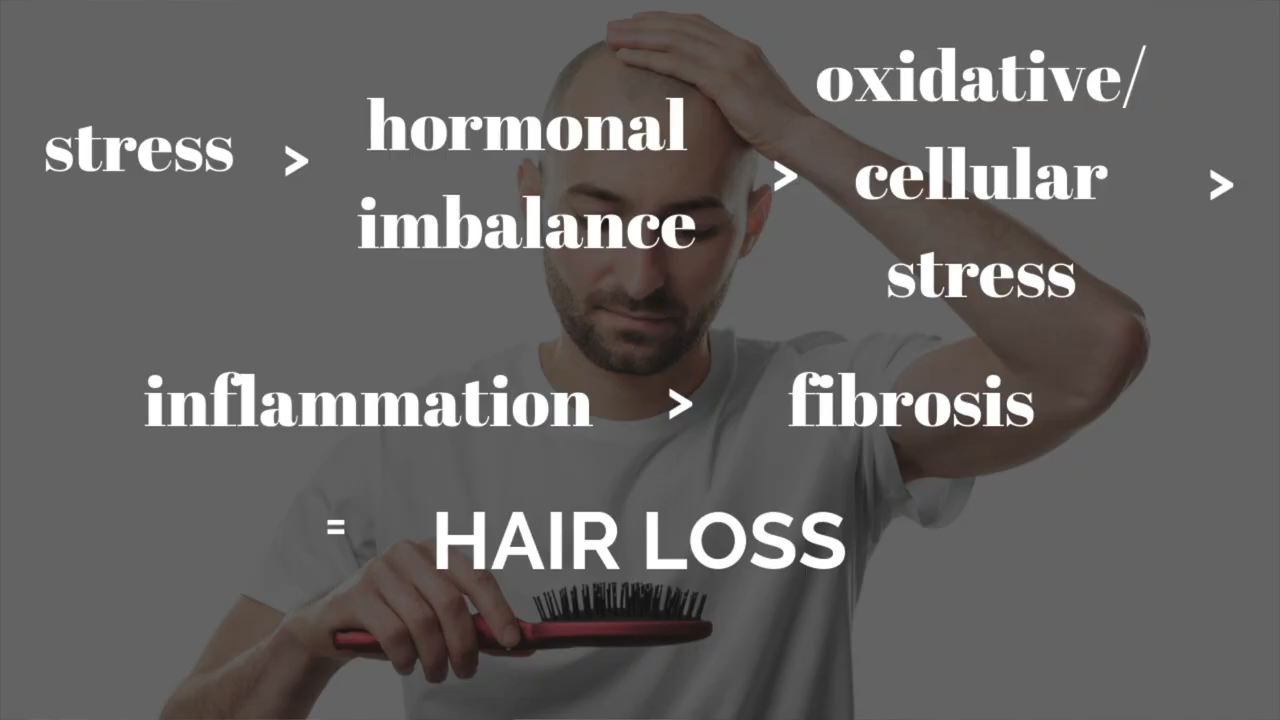 stress > hormonal imbalance > oxidative/ cellular stress >
inflammation > fibrosis
= HAIR LOSS